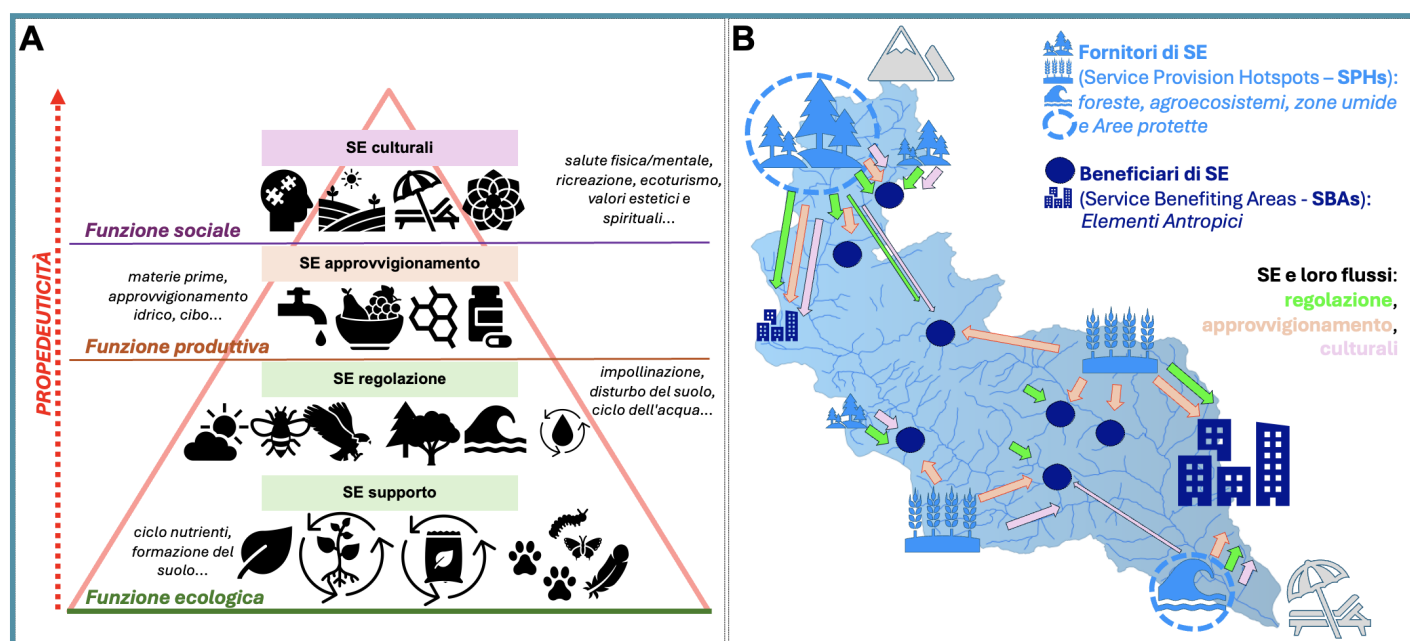 A
PROPEDEUTICITÀ
SE culturali
salute fisica/mentale,
ricreazione, ecoturismo,
valori estetici e
spirituali...
Funzione sociale
SE approvvigionamento
materie prime,
approvvigionamento
idrico, cibo...
Funzione produttiva
SE regolazione
impollinazione,
disturbo del suolo,
ciclo dell'acqua...
SE supporto
ciclo nutrienti,
formazione del
suolo...
Funzione ecologica
B
Fornitori di SE
(Service Provision Hotspots – SPHs):
foreste, agroecosistemi, zone umide
e Aree protette
Beneficiari di SE
(Service Benefiting Areas - SBAs):
Elementi Antropici
SE e loro flussi:
regolazione,
approvvigionamento,
culturali